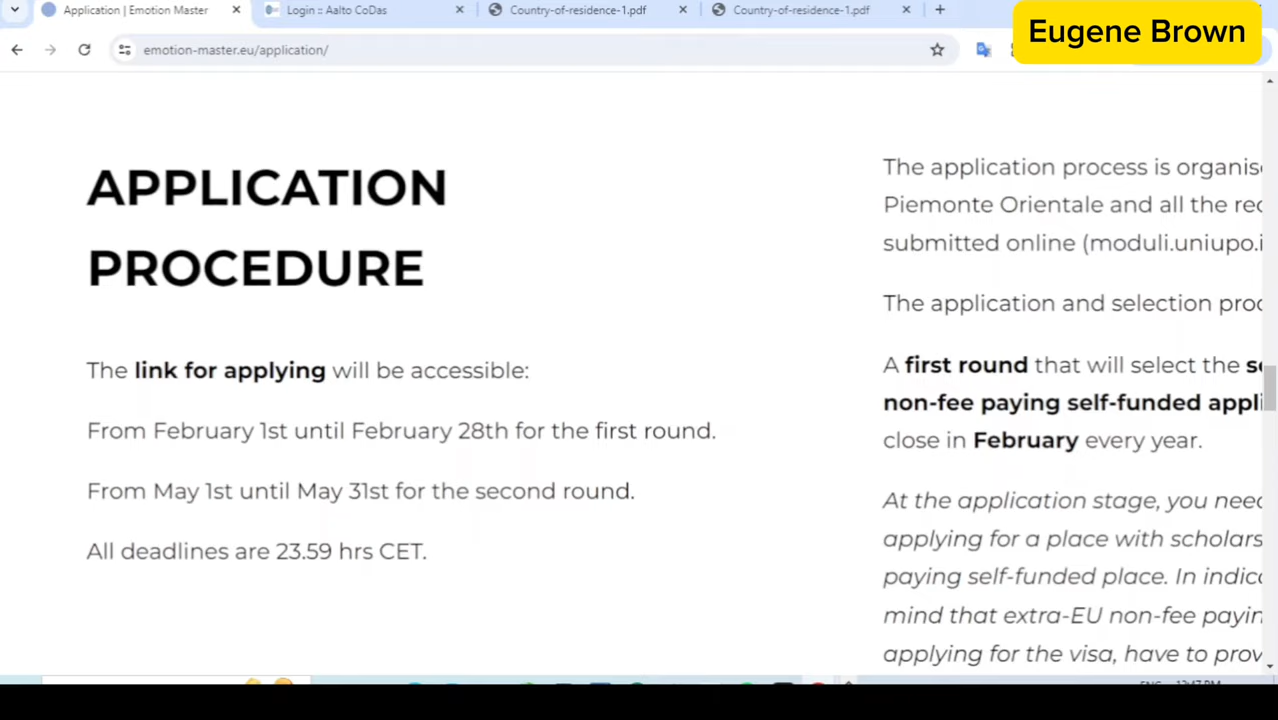 Application | Emotion Master
Login :: Aalto CoDas
Country-of-residence-1.pdf
Country-of-residence-1.pdf
Eugene Brown
emotion-master.eu/application/
APPLICATION
PROCEDURE
The link for applying will be accessible:
From February 1st until February 28th for the first round.
From May 1st until May 31st for the second round.
All deadlines are 23.59 hrs CET.
The application process is organis
Piemonte Orientale and all the
submitted online (moduli.uniupo.i
The application and selection proc
A first round that will select the
non-fee paying self-funded appli
close in February every year.
At the application stage, you need
applying for a place with scholars
paying self-funded place. In indic
mind that extra-EU non-fee payin
applying for the visa, have to prov